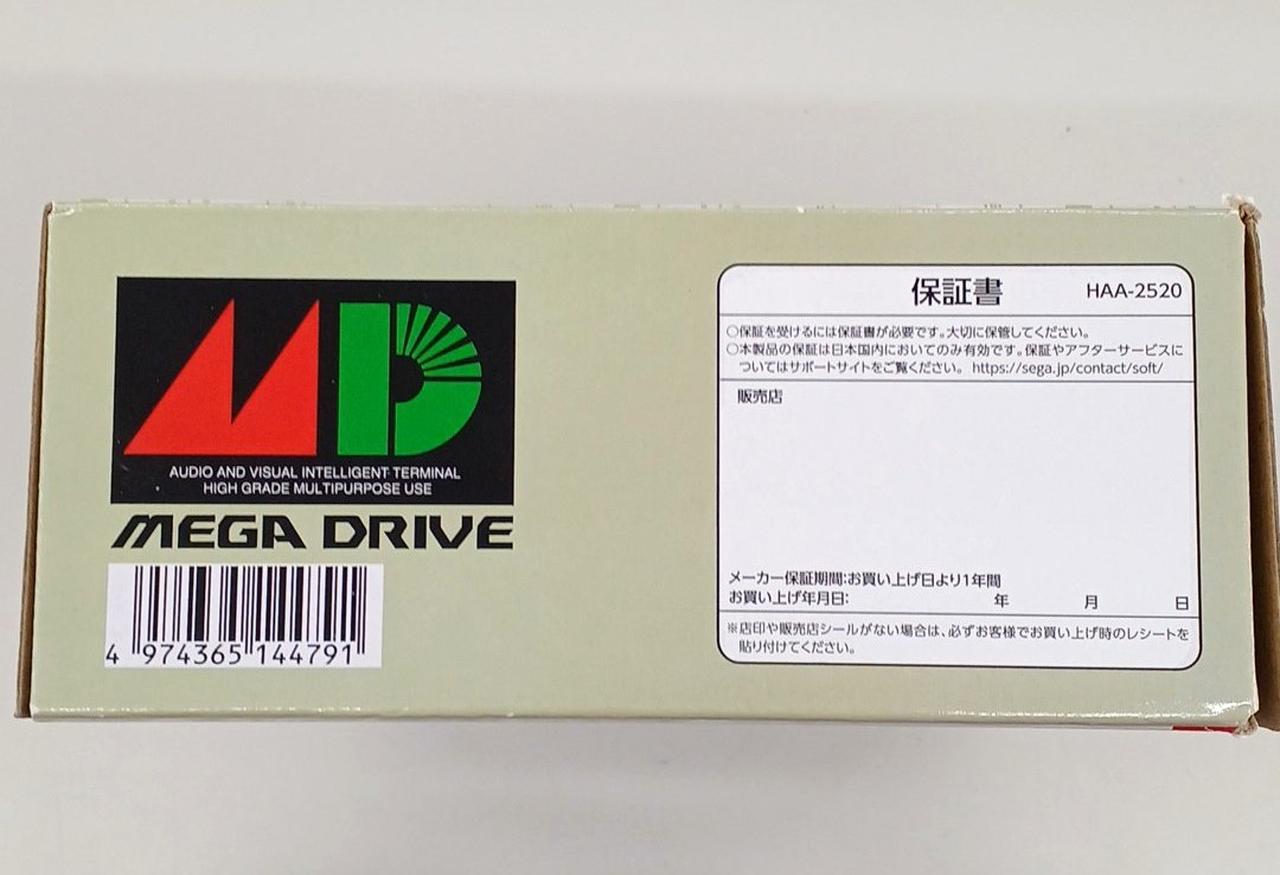 MD
AUDIO AND VISUAL INTELLIGENT TERMINAL
HIGH GRADE MULTIPURPOSE USE
MEGA DRIVE
4 974365 144791
保証書 HAA-2520
○保証を受けるには保証書が必要です。大切に保管してください。
○本製品の保証は日本国内においてのみ有効です。保証やアフターサービスに
ついてはサポートサイトをご覧ください。 https://sega.jp/contact/soft/
販売店
メーカー保証期間:お買い上げ日より1年間
お買い上げ年月日: 年 月 日
※店印や販売店シールがない場合は、必ずお客様でお買い上げ時のレシートを
貼り付けてください。